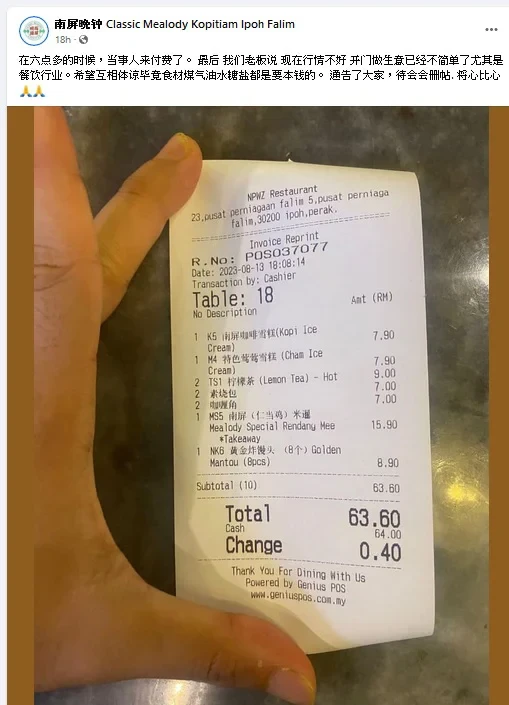 南屏晚钟 Classic Mealody Kopitiam Ipoh Falim
18h ·
在六点多的时候，当事人来付费了。 最后 我们老板说 现在行情不好 开门做生意已经不简单了尤其是
餐饮行业。希望互相体谅毕竟食材煤气油水糖盐都是要本钱的。 通告了大家，待会会删帖. 将心比心
🙏🙏
NPWZ Restaurant
23,pusat perniagaan falim 5,pusat perniaga
falim,30200 ipoh,perak.
Invoice Reprint
R.No: POS037077
Date: 2023-08-13 18:08:14
Transaction by: Cashier
Table: 18
No Description Amt (RM)
1 K5 南屏咖啡雪糕(Kopi Ice
Cream) 7.90
1 M4 特色鸳鸯雪糕 (Cham Ice
Cream) 7.90
2 TS1 柠檬茶 (Lemon Tea) - Hot 9.00
2 素烧包 7.00
2 咖喱角 7.00
1 MS5 南屏 (仁当鸡) 米暹
Mealody Special Rendang Mee 15.90
*Takeaway
1 NK6 黄金炸馒头 (8个) Golden
Mantou (8pcs) 8.90
Subtotal (10) 63.60
Total 63.60
Cash 64.00
Change 0.40
Thank You For Dining With Us
Powered by Genius POS
www.geniuspos.com.my